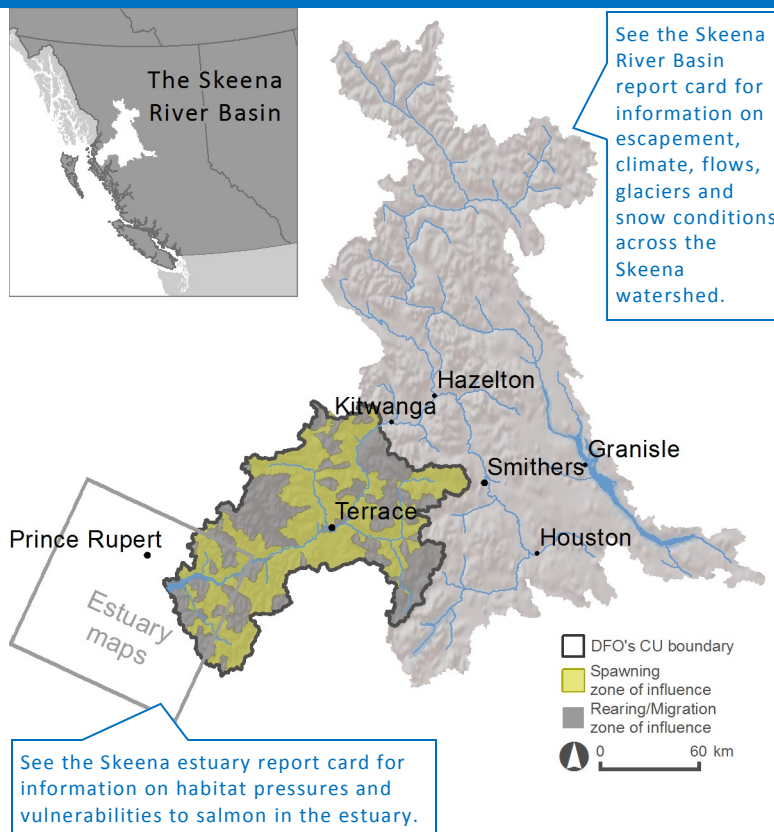 The Skeena
River Basin
See the Skeena
River Basin
report card for
information on
escapement,
climate, flows,
glaciers and
snow conditions
across the
Skeena
watershed.
Hazelton
Kitwanga
Granisle
Smithers
Terrace
Prince Rupert
Houston
Estuary
maps
DFO's CU boundary
Spawning
zone of influence
Rearing/Migration
zone of influence
0 60 km
See the Skeena estuary report card for
information on habitat pressures and
vulnerabilities to salmon in the estuary.